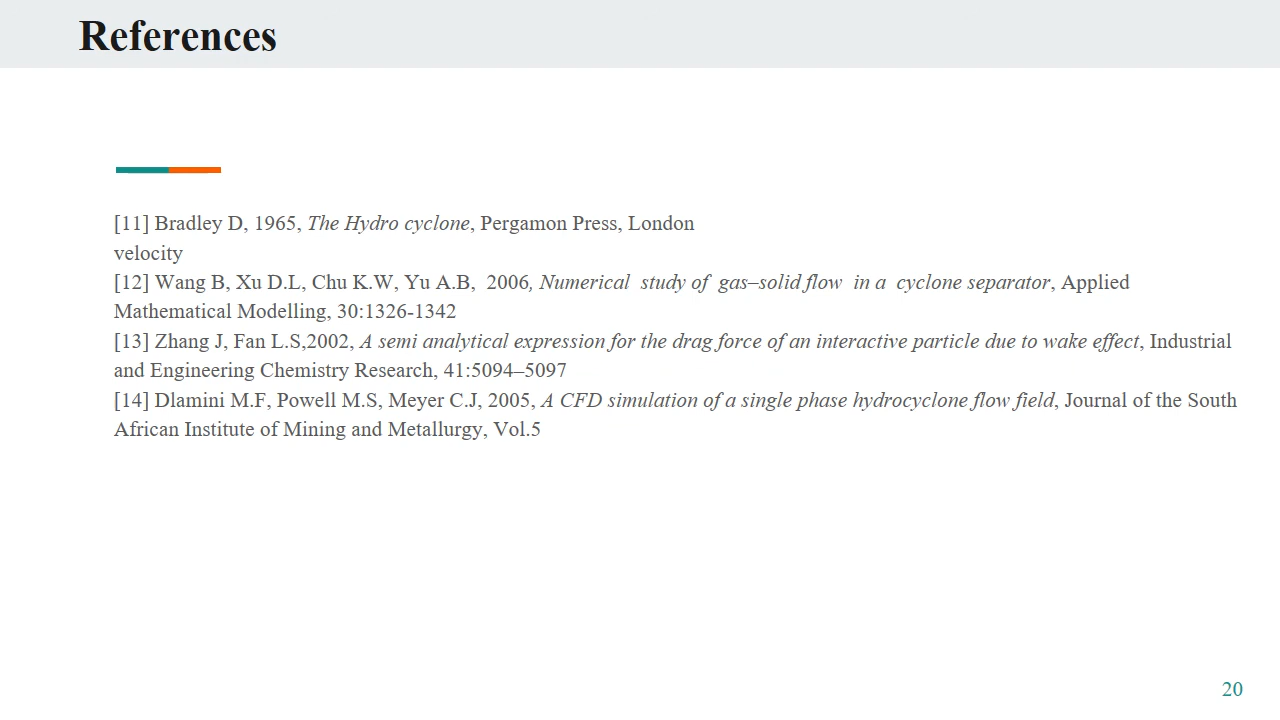 References
[11] Bradley D, 1965, The Hydro cyclone, Pergamon Press, London
velocity
[12] Wang B, Xu D.L, Chu K.W, Yu A.B,  2006, Numerical  study of  gas–solid flow  in a  cyclone separator, Applied
Mathematical Modelling, 30:1326-1342
[13] Zhang J, Fan L.S,2002, A semi analytical expression for the drag force of an interactive particle due to wake effect, Industrial
and Engineering Chemistry Research, 41:5094–5097
[14] Dlamini M.F, Powell M.S, Meyer C.J, 2005, A CFD simulation of a single phase hydrocyclone flow field, Journal of the South
African Institute of Mining and Metallurgy, Vol.5
20